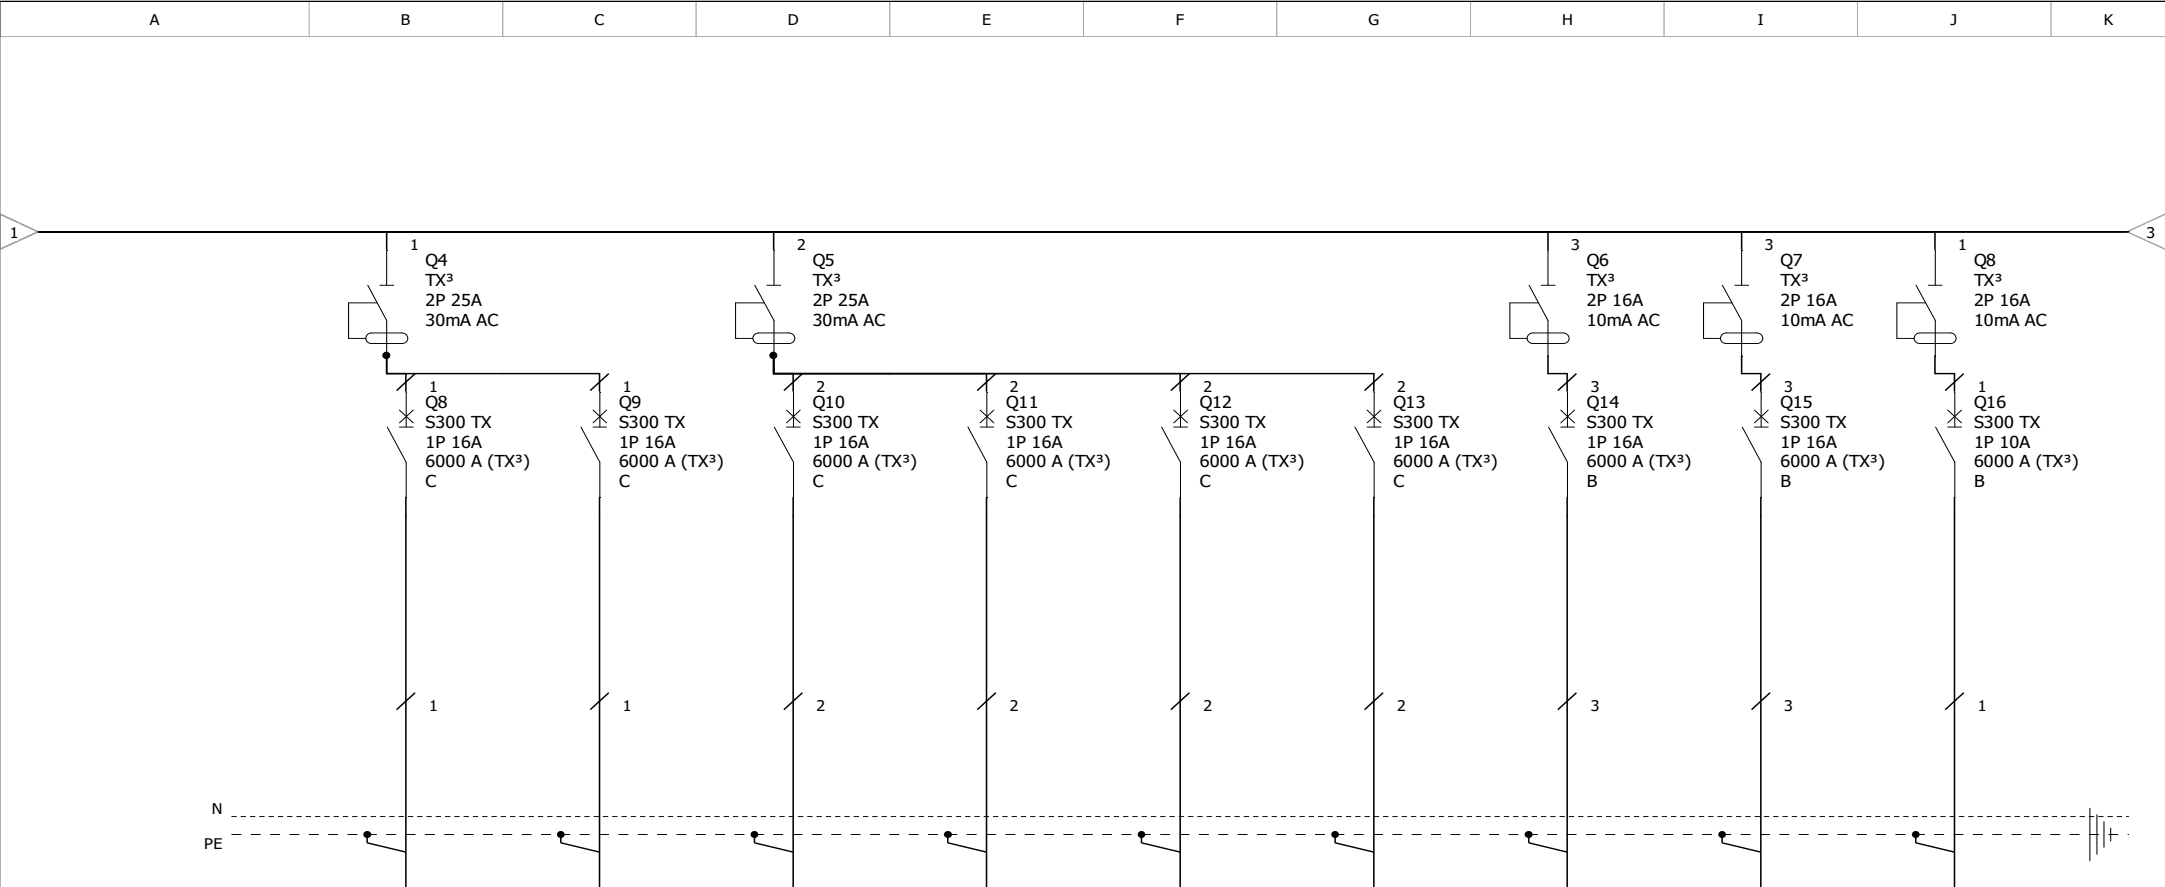 A B C D E F G H I J K
1 3
1
Q4
TX³
2P 25A
30mA AC
2
Q5
TX³
2P 25A
30mA AC
3
Q6
TX³
2P 16A
10mA AC
3
Q7
TX³
2P 16A
10mA AC
1
Q8
TX³
2P 16A
10mA AC
1
Q8
S300 TX
1P 16A
6000 A (TX³)
C
1
Q9
S300 TX
1P 16A
6000 A (TX³)
C
2
Q10
S300 TX
1P 16A
6000 A (TX³)
C
2
Q11
S300 TX
1P 16A
6000 A (TX³)
C
2
Q12
S300 TX
1P 16A
6000 A (TX³)
C
2
Q13
S300 TX
1P 16A
6000 A (TX³)
C
3
Q14
S300 TX
1P 16A
6000 A (TX³)
B
3
Q15
S300 TX
1P 16A
6000 A (TX³)
B
1
Q16
S300 TX
1P 10A
6000 A (TX³)
B
1 1 2 2 2 2 3 3 1
N
PE